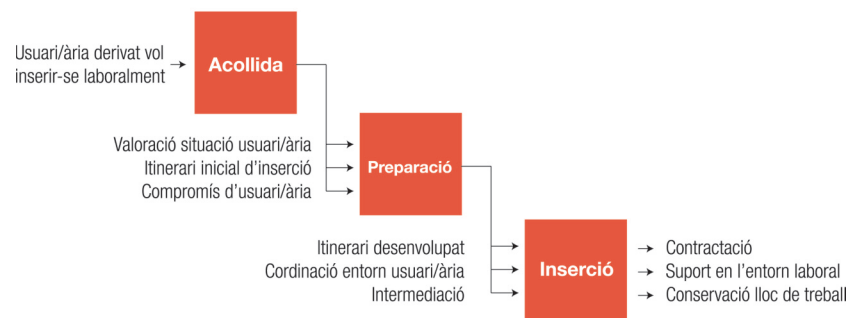 Usuari/ària derivat vol
inserir-se laboralment
Acollida
Valoració situació usuari/ària
Itinerari inicial d'inserció
Compromís d'usuari/ària
Preparació
Itinerari desenvolupat
Cordinació entorn usuari/ària
Intermediació
Inserció
Contractació
Suport en l'entorn laboral
Conservació lloc de treball